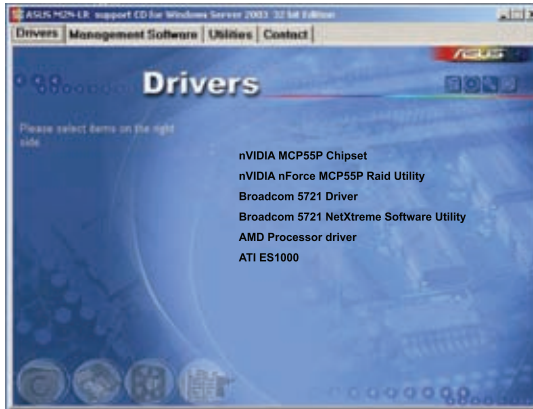 ASUS M2N-LR support CD for Windows Server 2003 32 bit Edition
Drivers Management Software Utilities Contact
ASUS
Drivers
Please select items on the right
side.
nVIDIA MCP55P Chipset
nVIDIA nForce MCP55P Raid Utility
Broadcom 5721 Driver
Broadcom 5721 NetXtreme Software Utility
AMD Processor driver
ATI ES1000